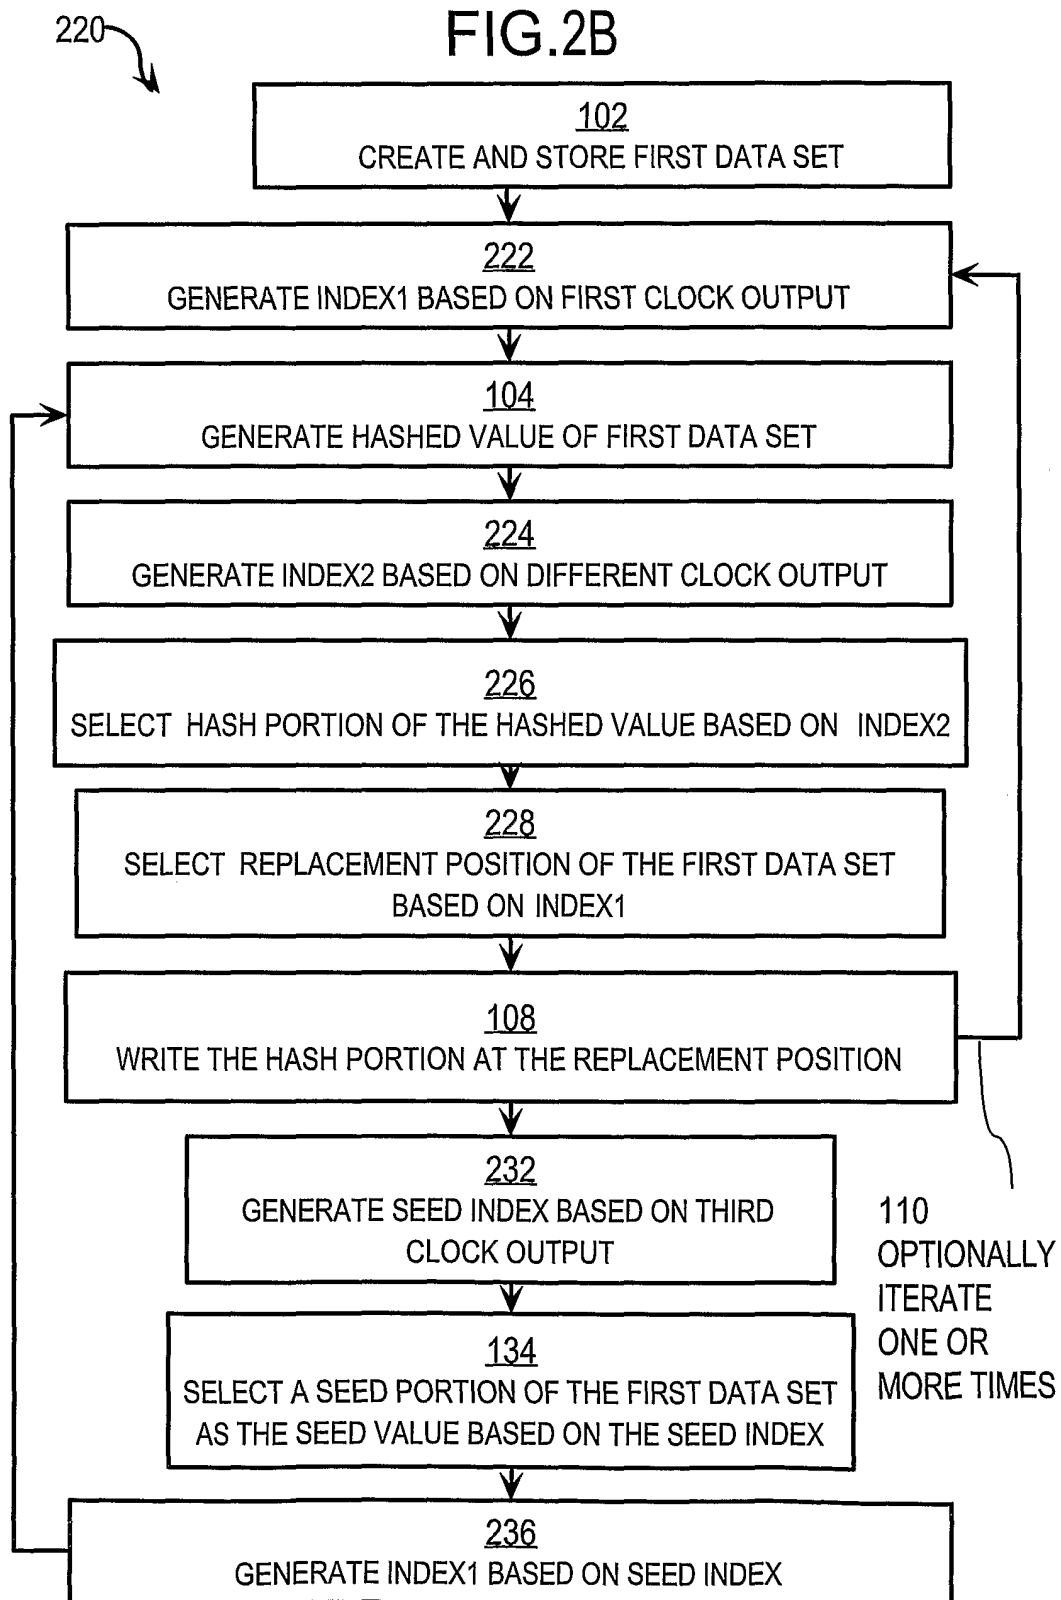 220
FIG.2B
102
CREATE AND STORE FIRST DATA SET
222
GENERATE INDEX1 BASED ON FIRST CLOCK OUTPUT
104
GENERATE HASHED VALUE OF FIRST DATA SET
224
GENERATE INDEX2 BASED ON DIFFERENT CLOCK OUTPUT
226
SELECT HASH PORTION OF THE HASHED VALUE BASED ON INDEX2
228
SELECT REPLACEMENT POSITION OF THE FIRST DATA SET
BASED ON INDEX1
108
WRITE THE HASH PORTION AT THE REPLACEMENT POSITION
232
GENERATE SEED INDEX BASED ON THIRD
CLOCK OUTPUT
110
OPTIONALLY
ITERATE
ONE OR
MORE TIMES
134
SELECT A SEED PORTION OF THE FIRST DATA SET
AS THE SEED VALUE BASED ON THE SEED INDEX
236
GENERATE INDEX1 BASED ON SEED INDEX